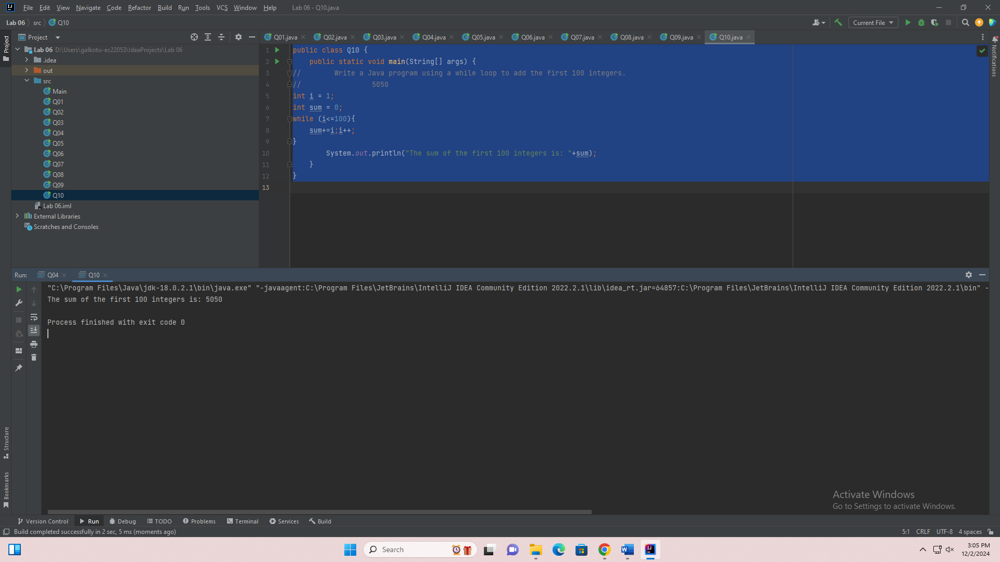 File Edit View Navigate Code Refactor Build Run Tools VCS Window Help Lab 06 - Q10.java
Lab 06 src Q10 Current File
Project
Q01.java Q02.java Q03.java Q04.java Q05.java Q06.java Q07.java Q08.java Q09.java Q10.java
Project
Lab 06 D:\Users\galkotu-ec22053\IdeaProjects\Lab 06
.idea
out
src
Main
Q01
Q02
Q03
Q04
Q05
Q06
Q07
Q08
Q09
Q10
Lab 06.iml
External Libraries
Scratches and Consoles
1 public class Q10 {
2 public static void main(String[] args) {
3 // Write a Java program using a while loop to add the first 100 integers.
4 // 5050
5 int i = 1;
6 int sum = 0;
7 while (i<=100){
8 sum+=i;i++;
9 }
10 System.out.println("The sum of the first 100 integers is: "+sum);
11 }
12 }
13
Notifications
Run: Q04 Q10
"C:\Program Files\Java\jdk-18.0.2.1\bin\java.exe" "-javaagent:C:\Program Files\JetBrains\IntelliJ IDEA Community Edition 2022.2.1\lib\idea_rt.jar=64857:C:\Program Files\JetBrains\IntelliJ IDEA Community Edition 2022.2.1\bin" -
The sum of the first 100 integers is: 5050
Process finished with exit code 0
Structure
Bookmarks
Activate Windows
Go to Settings to activate Windows.
Version Control Run Debug TODO Problems Terminal Services Build
Build completed successfully in 2 sec, 5 ms (moments ago) 5:1 CRLF UTF-8 4 spaces
Search
3:05 PM
12/2/2024